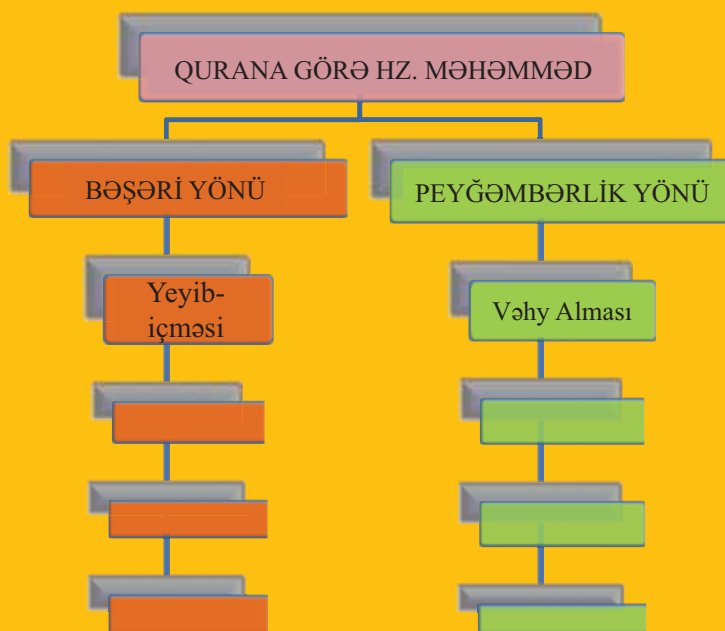 QURANA GÖRƏ HZ. MƏHƏMMƏD
BƏŞƏRİ YÖNÜ
PEYĞƏMBƏRLİK YÖNÜ
Yeyib-
içməsi
Vəhy Alması